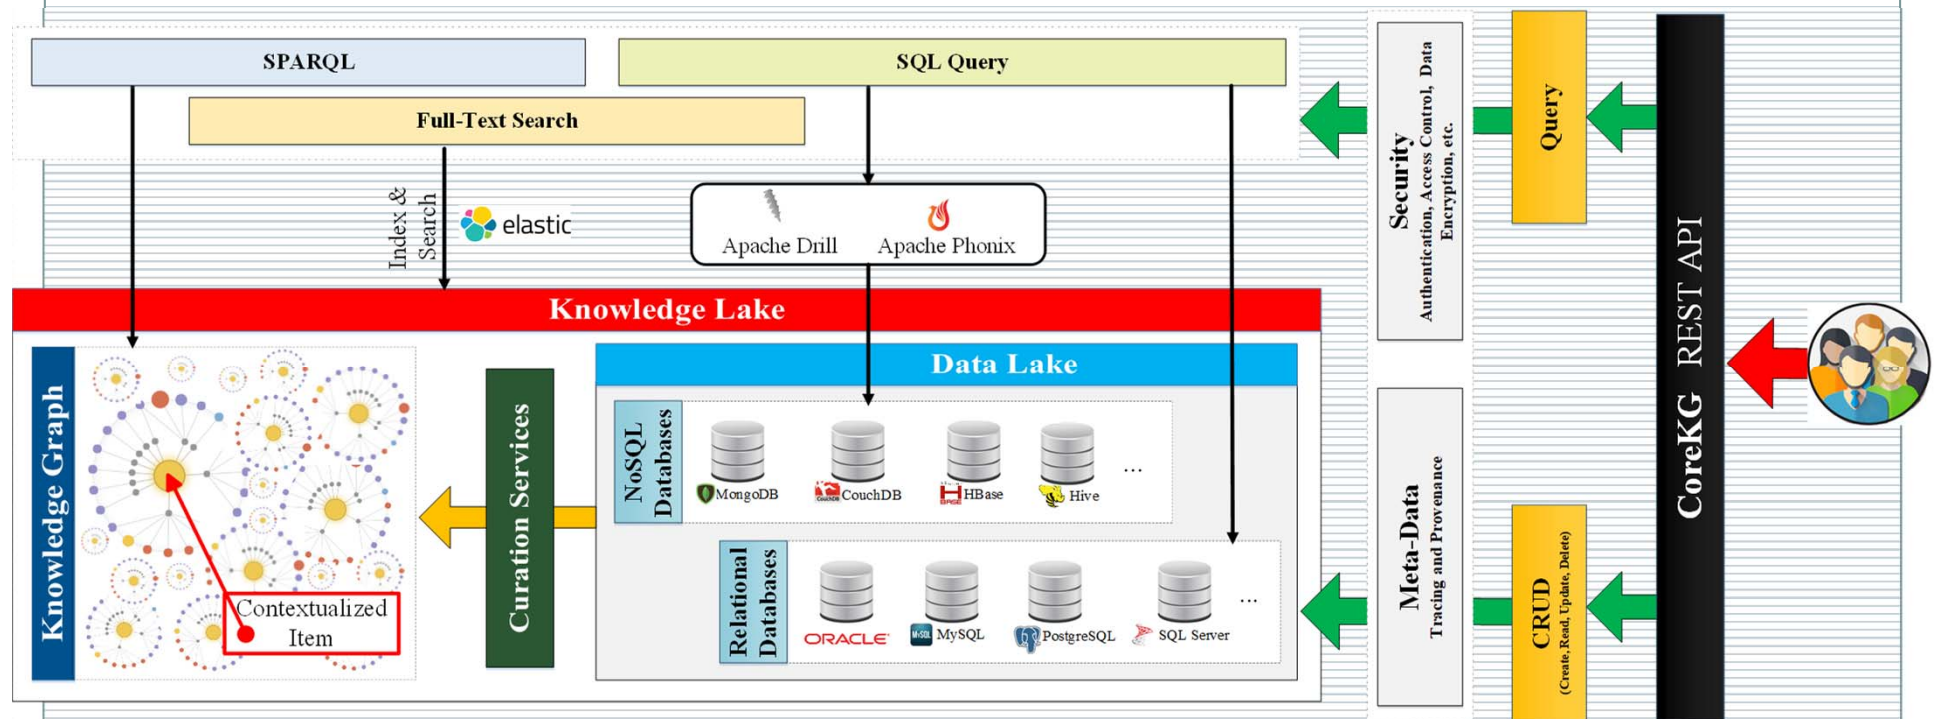 SPARQL
SQL Query
Full-Text Search
Index &
Search
elastic
Apache Drill
Apache Phonix
Knowledge Lake
Knowledge Graph
Contextualized
Item
Curation Services
Data Lake
NoSQL
Databases
MongoDB
CouchDB
CouchDB
HBASE
HBase
Hive
...
Relational
Databases
ORACLE
MySQL
MySQL
PostgreSQL
SQL Server
...
Security
Authentication, Access Control, Data
Encryption, etc.
Meta-Data
Tracing and Provenance
Query
CRUD
(Create, Read, Update, Delete)
CoreKG REST API